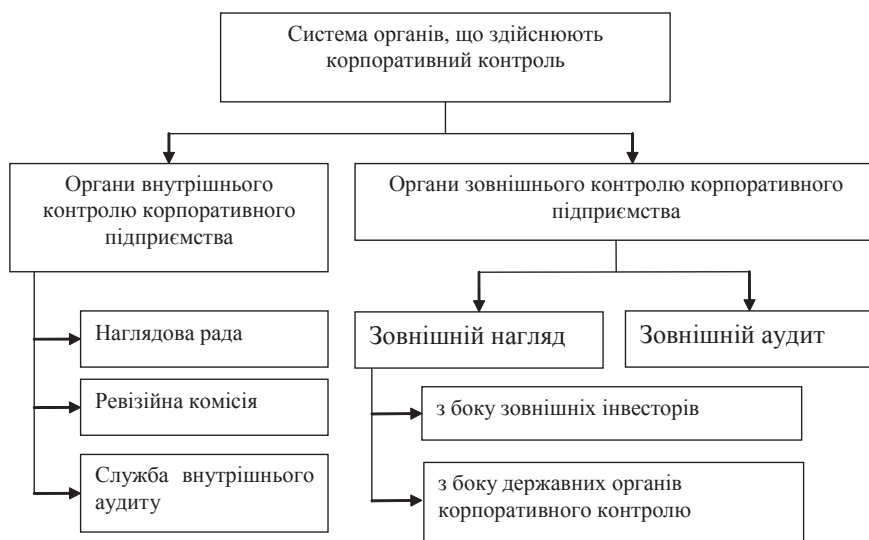 Система органів, що здійснюють
корпоративний контроль
Органи внутрішнього
контролю корпоративного
підприємства
Органи зовнішнього контролю корпоративного
підприємства
Наглядова рада
Ревізійна комісія
Служба внутрішнього
аудиту
Зовнішній нагляд
Зовнішній аудит
з боку зовнішніх інвесторів
з боку державних органів
корпоративного контролю